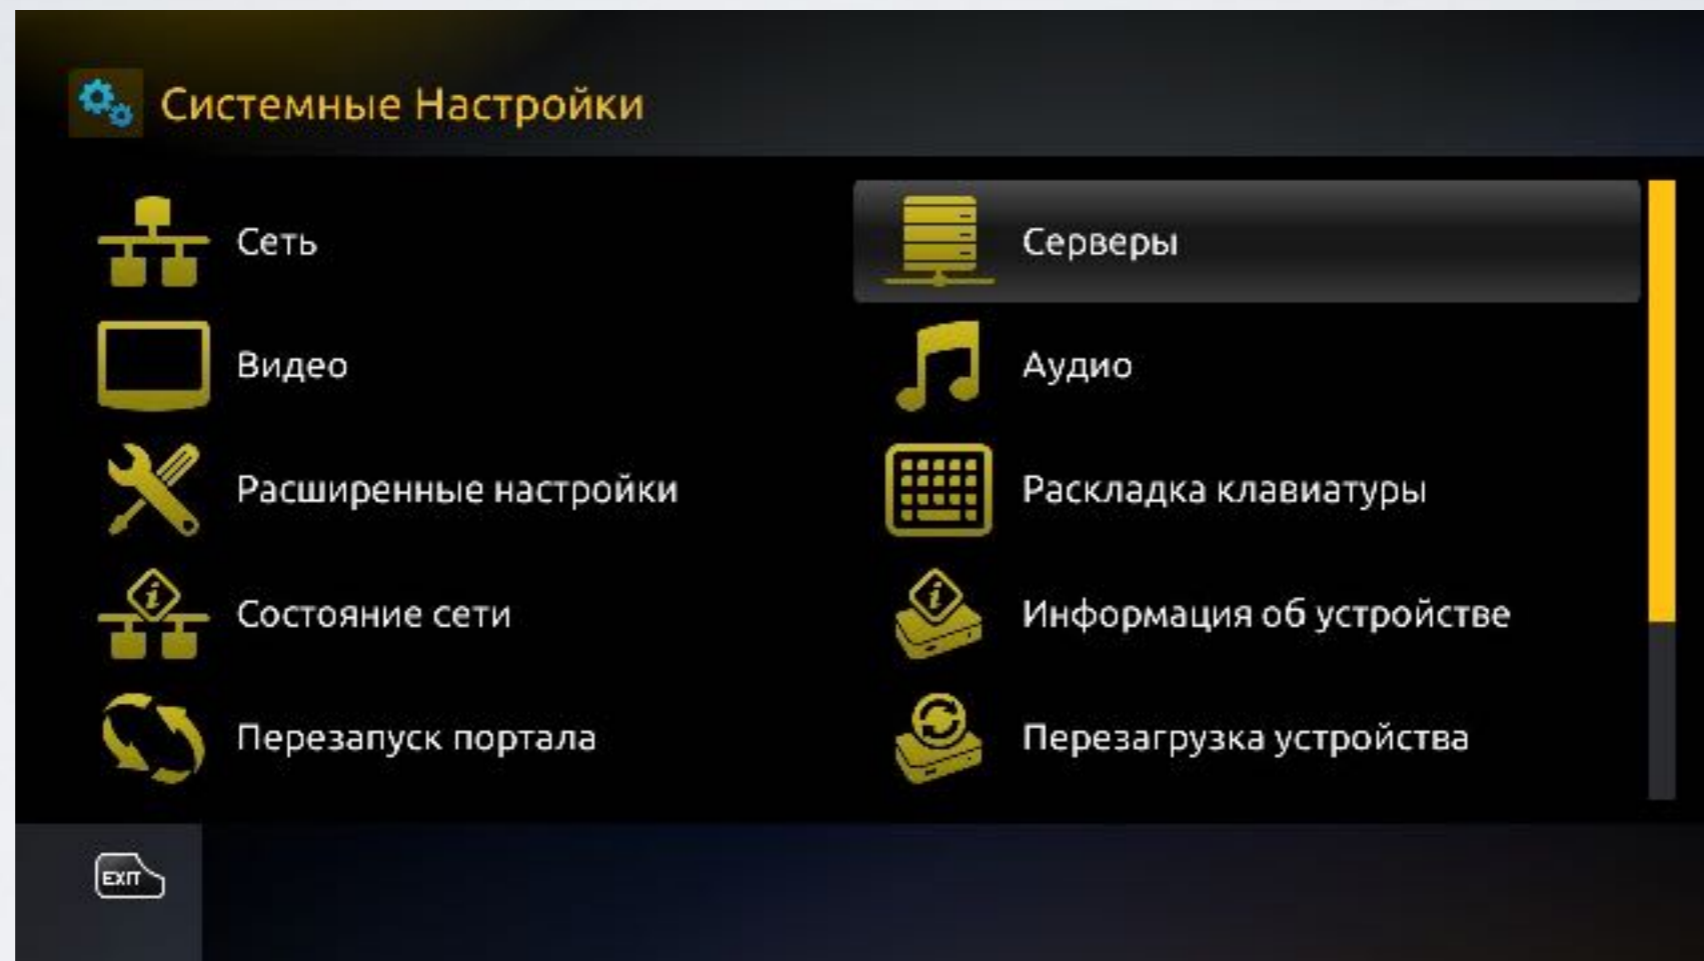 Системные Настройки
Сеть
Серверы
Видео
Аудио
Расширенные настройки
Раскладка клавиатуры
Состояние сети
Информация об устройстве
Перезапуск портала
Перезагрузка устройства
EXIT